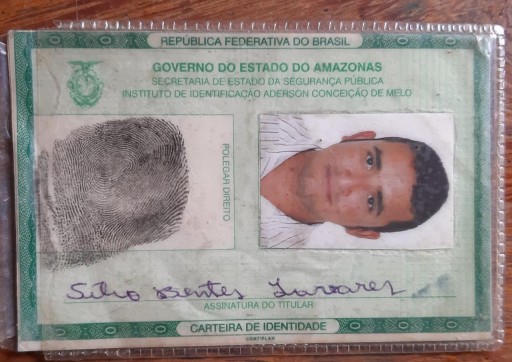 REPÚBLICA FEDERATIVA DO BRASIL
GOVERNO DO ESTADO DO AMAZONAS
SECRETARIA DE ESTADO DA SEGURANÇA PÚBLICA
INSTITUTO DE IDENTIFICAÇÃO ADERSON CONCEIÇÃO DE MELO
POLEGAR DIREITO
Silvio Bentes Tavares
ASSINATURA DO TITULAR
CARTEIRA DE IDENTIDADE